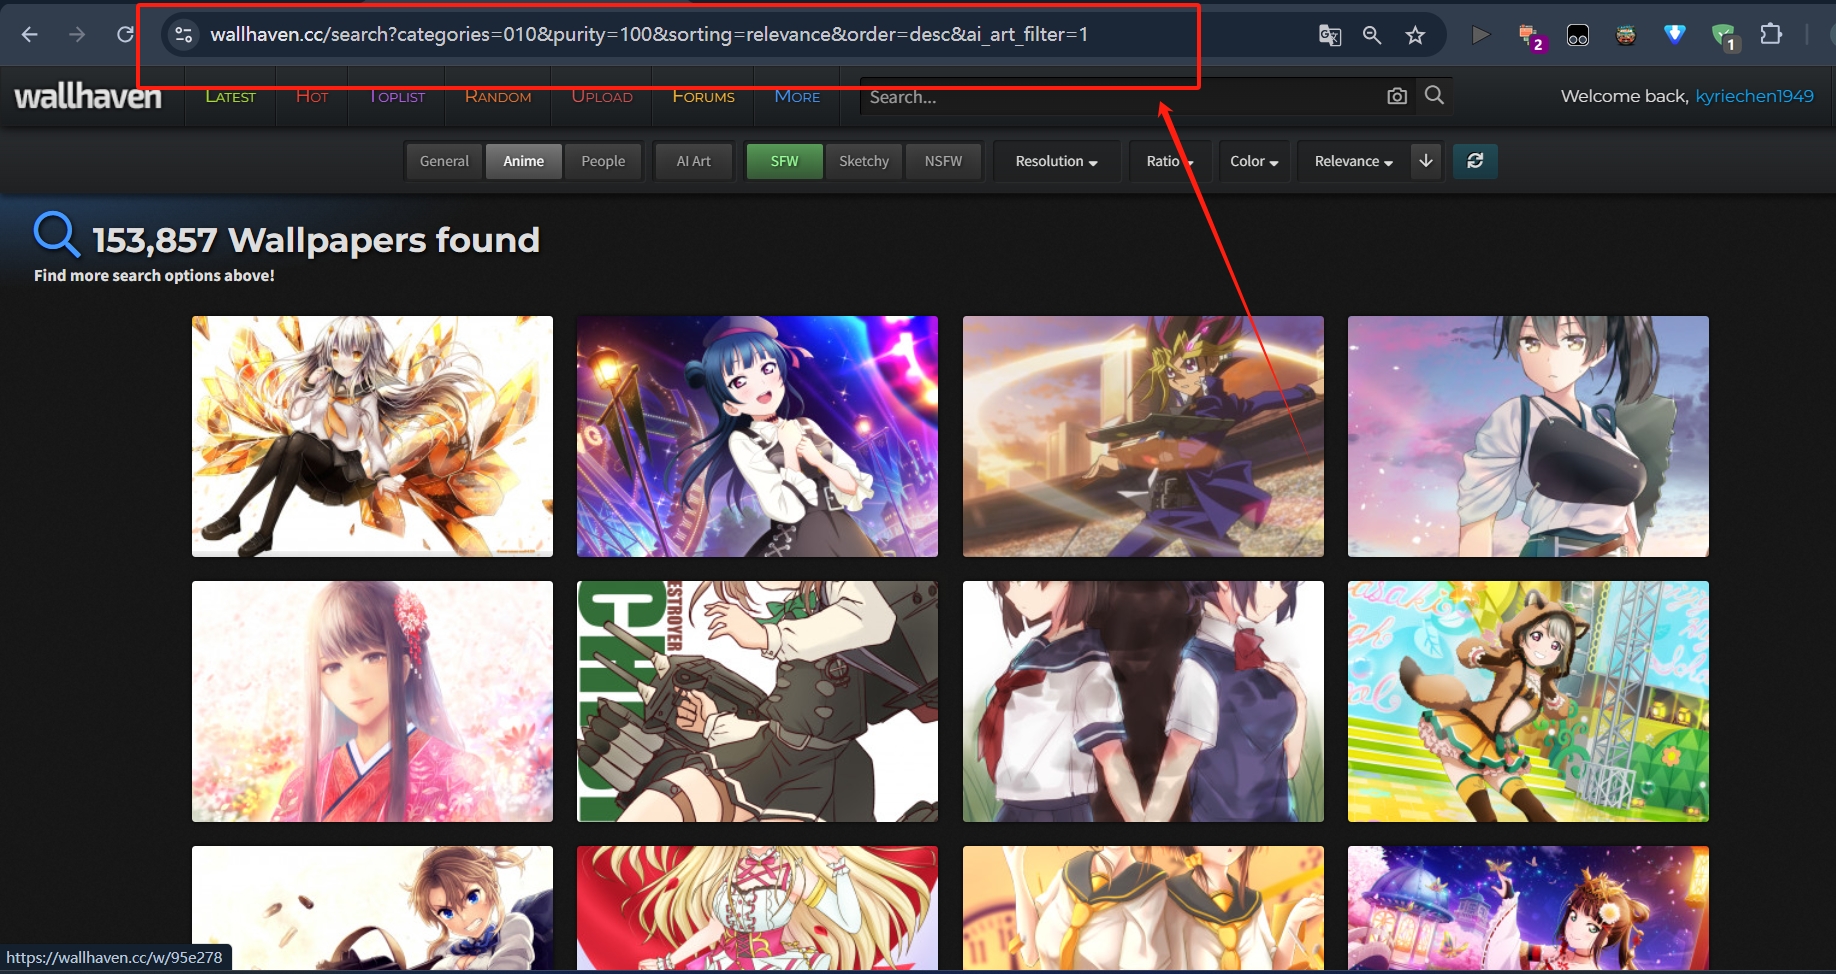 wallhaven.cc/search?categories=010&purity=100&sorting=relevance&order=desc&ai_art_filter=1
2
1
wallhaven
LATEST
HOT
TOPLIST
RANDOM
UPLOAD
FORUMS
MORE
Search...
Welcome back, kyriechen1949
General
Anime
People
AI Art
SFW
Sketchy
NSFW
Resolution
Ratio
Color
Relevance
153,857 Wallpapers found
Find more search options above!
ESTROYER
https://wallhaven.cc/w/95e278